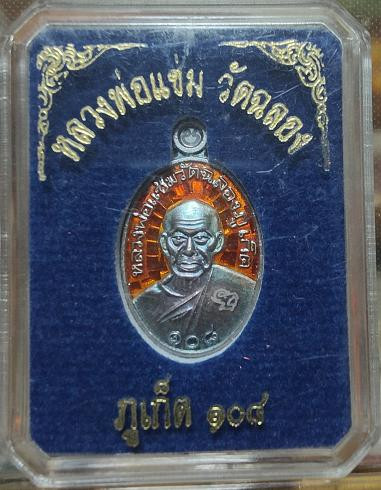 หลวงพ่อแช่ม วัดฉลอง
หลวงพ่อแช่มวัดฉลองภูเก็ต
๑๐๘
ภูเก็ต ๑๐๘